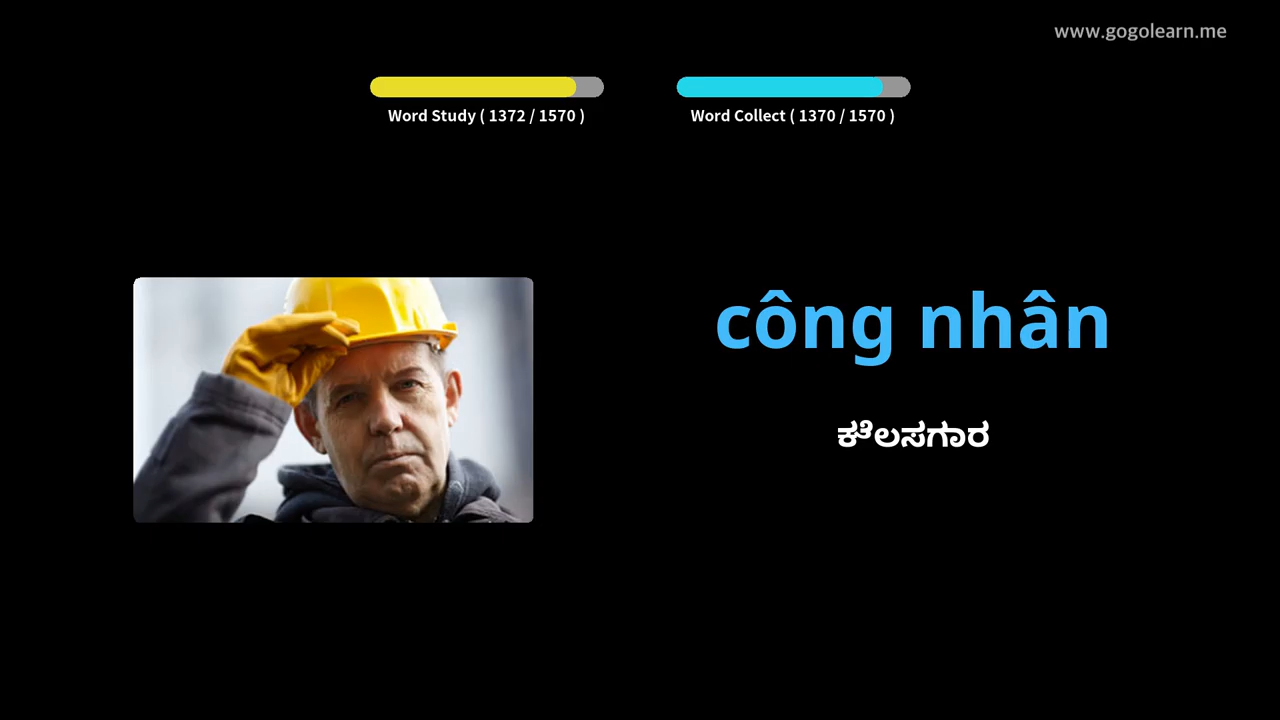 www.gogolearn.me
Word Study ( 1372 / 1570 )
Word Collect ( 1370 / 1570 )
công nhân
ಕೆಲಸಗಾರ